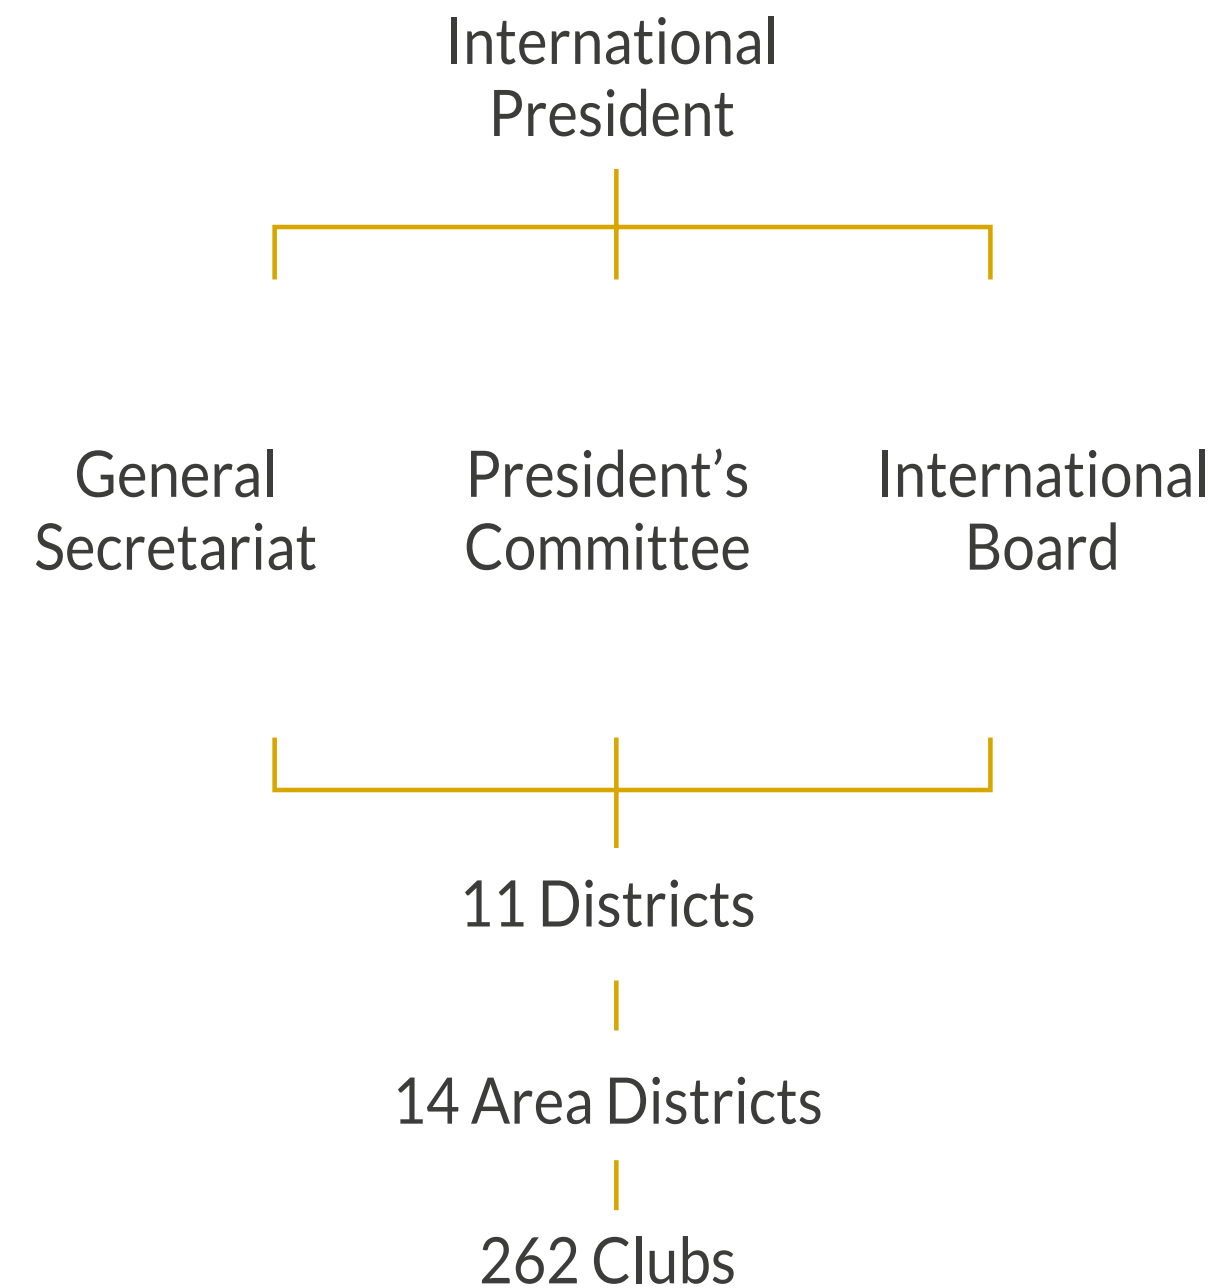 International
President
General
Secretariat
President’s
Committee
International
Board
11 Districts
14 Area Districts
262 Clubs